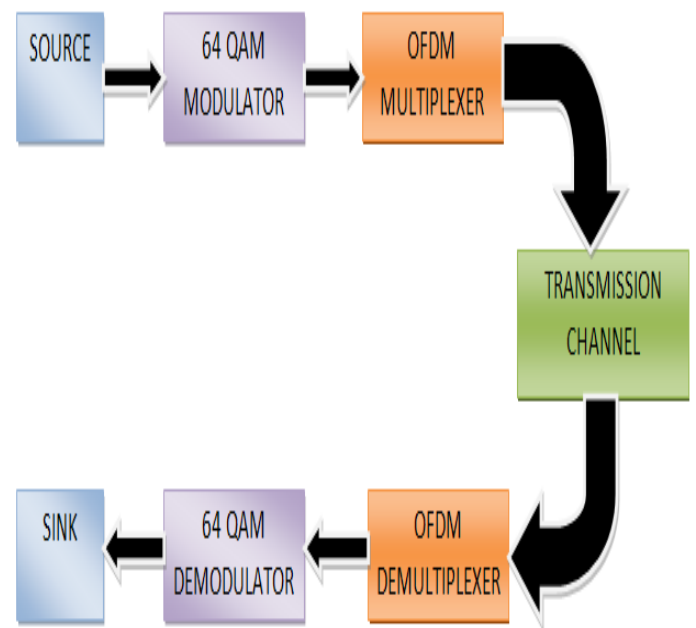 SOURCE
64 QAM
MODULATOR
OFDM
MULTIPLEXER
TRANSMISSION
CHANNEL
SINK
64 QAM
DEMODULATOR
OFDM
DEMULTIPLEXER